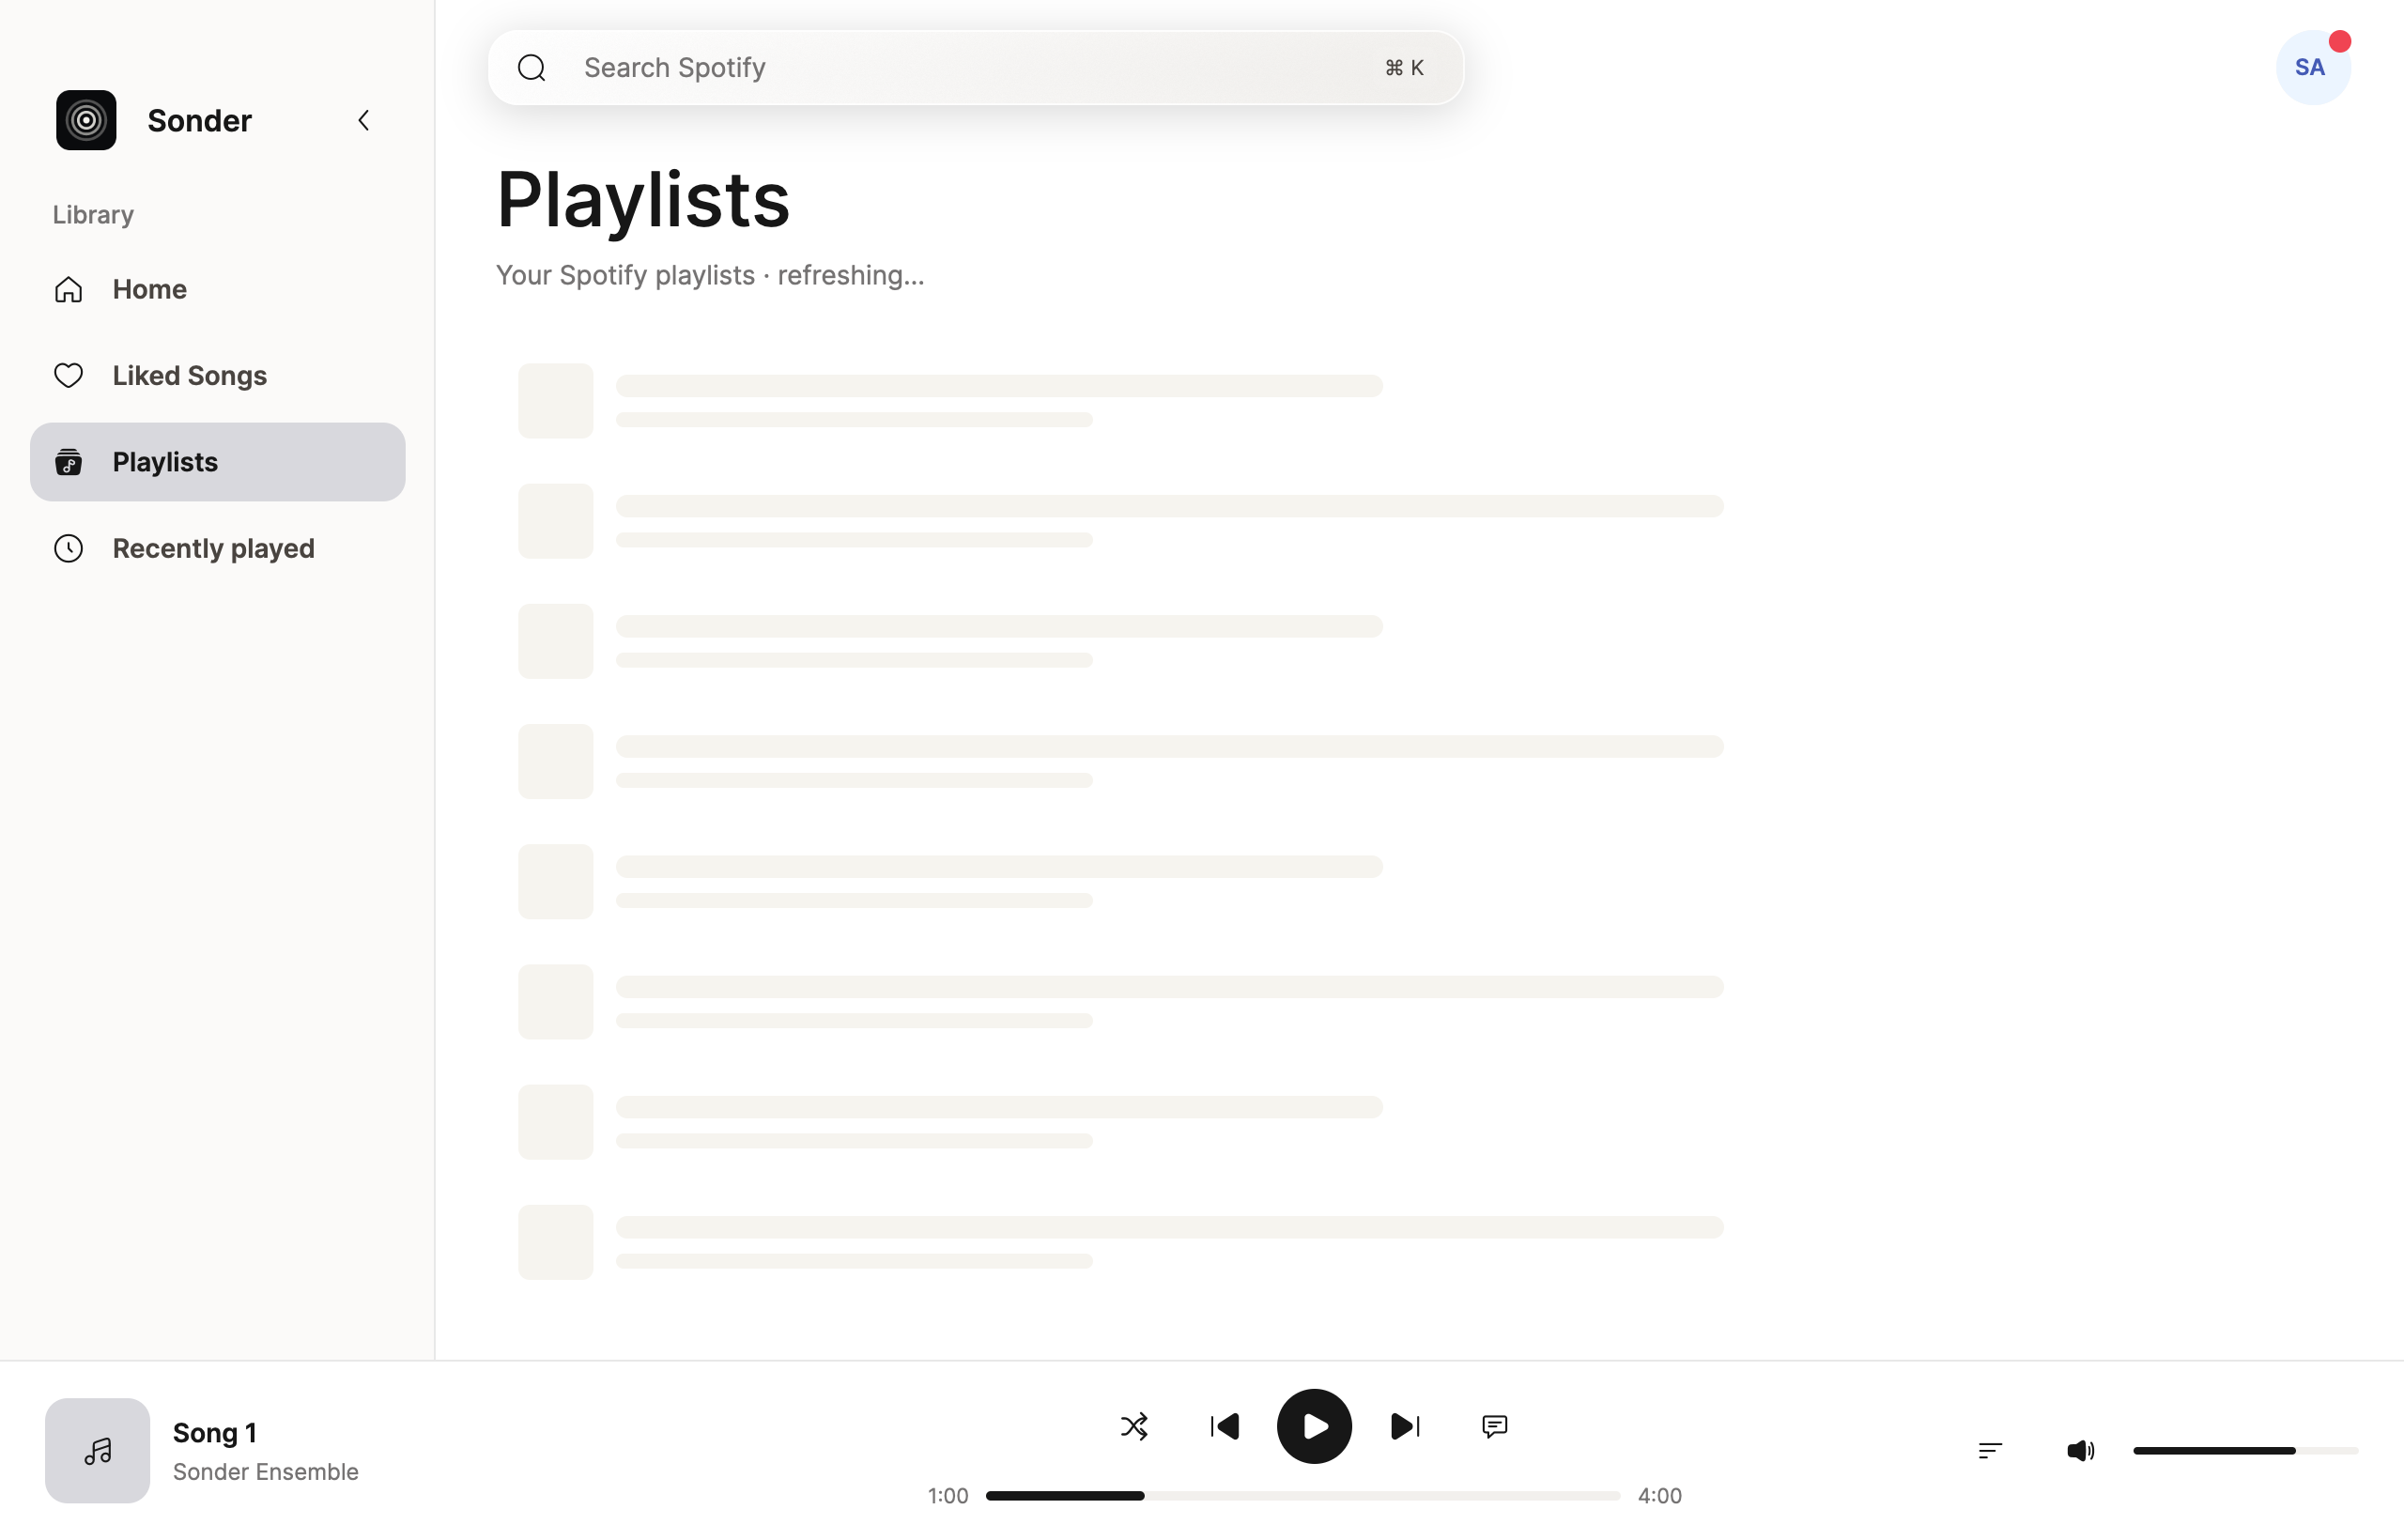 Search Spotify
⌘ K
SA
Sonder
Library
Home
Liked Songs
Playlists
Recently played
Playlists
Your Spotify playlists · refreshing...
Song 1
Sonder Ensemble
1:00
4:00